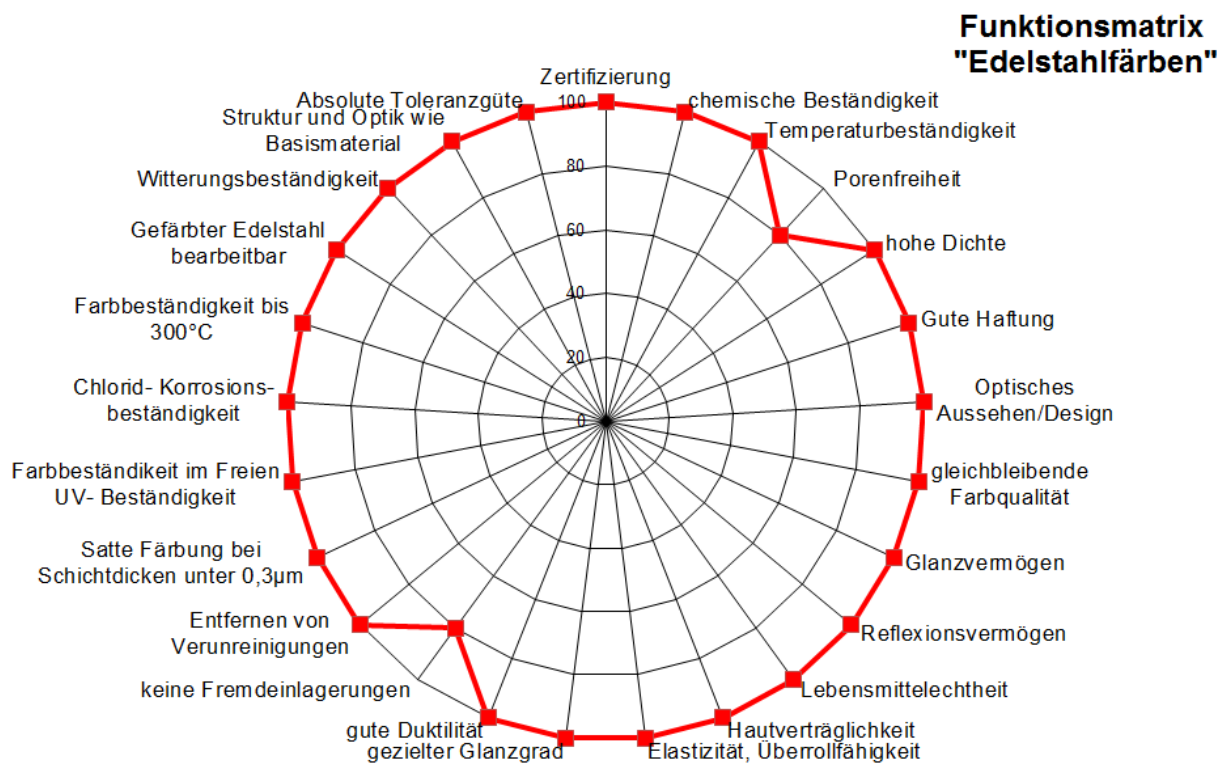 Funktionsmatrix
"Edelstahlfärben"
Zertifizierung
chemische Beständigkeit
Temperaturbeständigkeit
Porenfreiheit
hohe Dichte
Gute Haftung
Optisches
Aussehen/Design
gleichbleibende
Farbqualität
Glanzvermögen
Reflexionsvermögen
Lebensmittelechtheit
Hautverträglichkeit
Elastizität, Überrollfähigkeit
gezielter Glanzgrad
gute Duktilität
keine Fremdeinlagerungen
Entfernen von
Verunreinigungen
Satte Färbung bei
Schichtdicken unter 0,3µm
Farbbeständikeit im Freien
UV- Beständigkeit
Chlorid- Korrosions-
beständigkeit
Farbbeständigkeit bis
300°C
Gefärbter Edelstahl
bearbeitbar
Witterungsbeständigkeit
Struktur und Optik wie
Basismaterial
Absolute Toleranzgüte
100
80
60
40
20
0